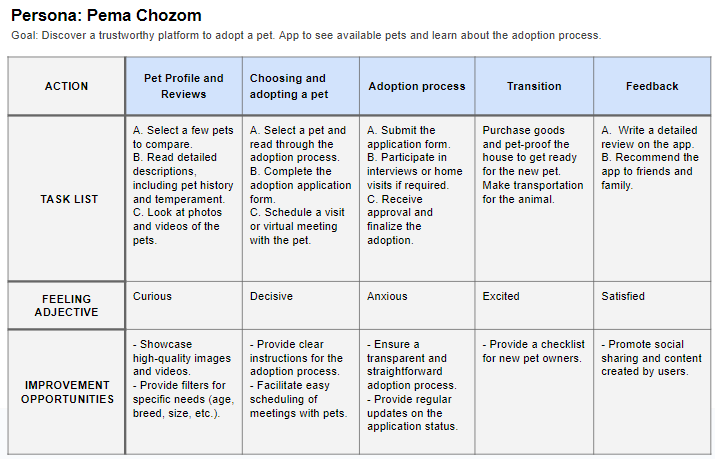 Persona: Pema Chozom
Goal: Discover a trustworthy platform to adopt a pet. App to see available pets and learn about the adoption process.
ACTION
Pet Profile and
Reviews
Choosing and
adopting a pet
Adoption process
Transition
Feedback
TASK LIST
A. Select a few pets
to compare.
B. Read detailed
descriptions,
including pet history
and temperament.
C. Look at photos
and videos of the
pets.
A. Select a pet and
read through the
adoption process.
B. Complete the
adoption application
form.
C. Schedule a visit
or virtual meeting
with the pet.
A. Submit the
application form.
B. Participate in
interviews or home
visits if required.
C. Receive
approval and
finalize the
adoption.
Purchase goods
and pet-proof the
house to get ready
for the new pet.
Make transportation
for the animal.
A. Write a detailed
review on the app.
B. Recommend the
app to friends and
family.
FEELING
ADJECTIVE
Curious
Decisive
Anxious
Excited
Satisfied
IMPROVEMENT
OPPORTUNITIES
- Showcase
high-quality images
and videos.
- Provide filters for
specific needs (age,
breed, size, etc.).
- Provide clear
instructions for the
adoption process.
- Facilitate easy
scheduling of
meetings with pets.
- Ensure a
transparent and
straightforward
adoption process.
- Provide regular
updates on the
application status.
- Provide a checklist
for new pet owners.
- Promote social
sharing and content
created by users.